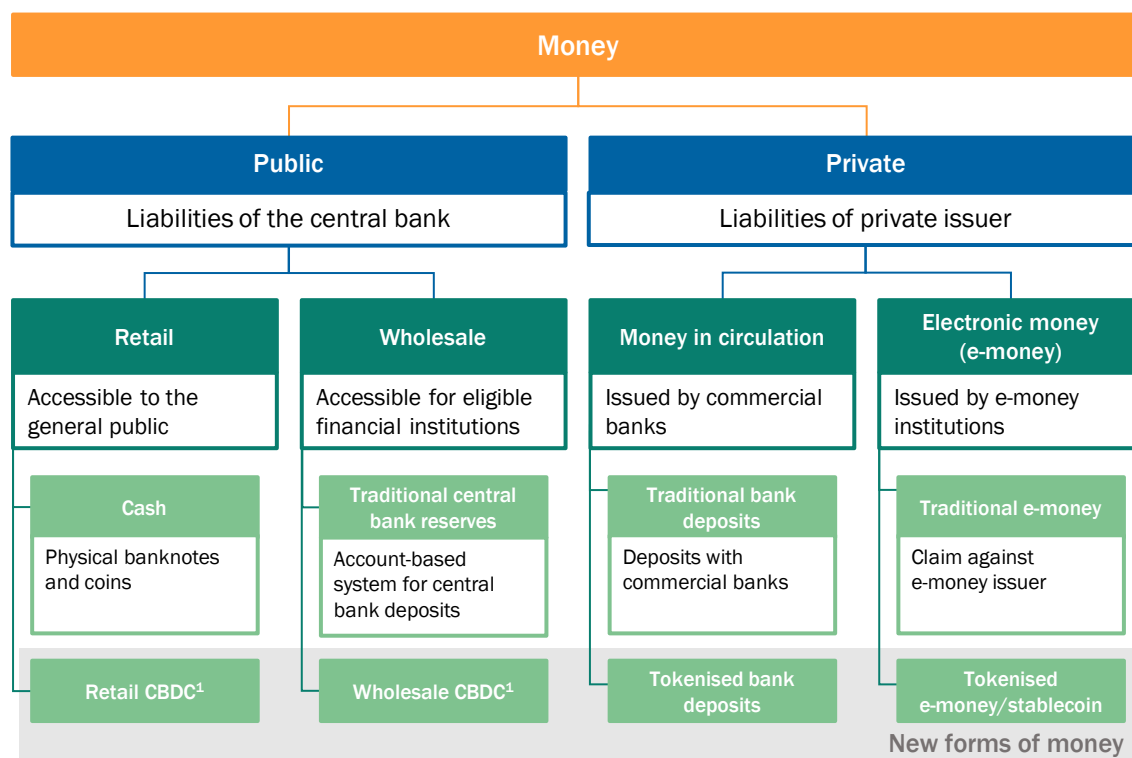 Money
Public
Private
Liabilities of the central bank
Liabilities of private issuer
Retail
Accessible to the
general public
Wholesale
Accessible for eligible
financial institutions
Money in circulation
Issued by commercial
banks
Electronic money
(e-money)
Issued by e-money
institutions
Cash
Physical banknotes
and coins
Traditional central
bank reserves
Account-based
system for central
bank deposits
Traditional bank
deposits
Deposits with
commercial banks
Traditional e-money
Claim against
e-money issuer
Retail CBDC¹
Wholesale CBDC¹
Tokenised bank
deposits
Tokenised
e-money/stablecoin
New forms of money